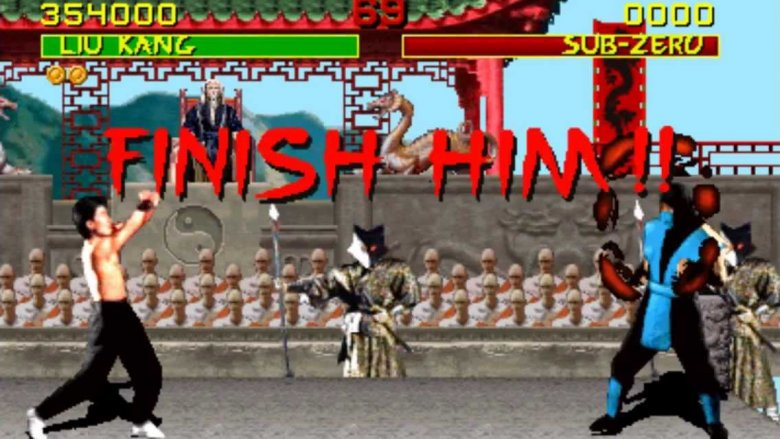 354000 69 0000
LIU KANG SUB-ZERO
FINISH HIM!!